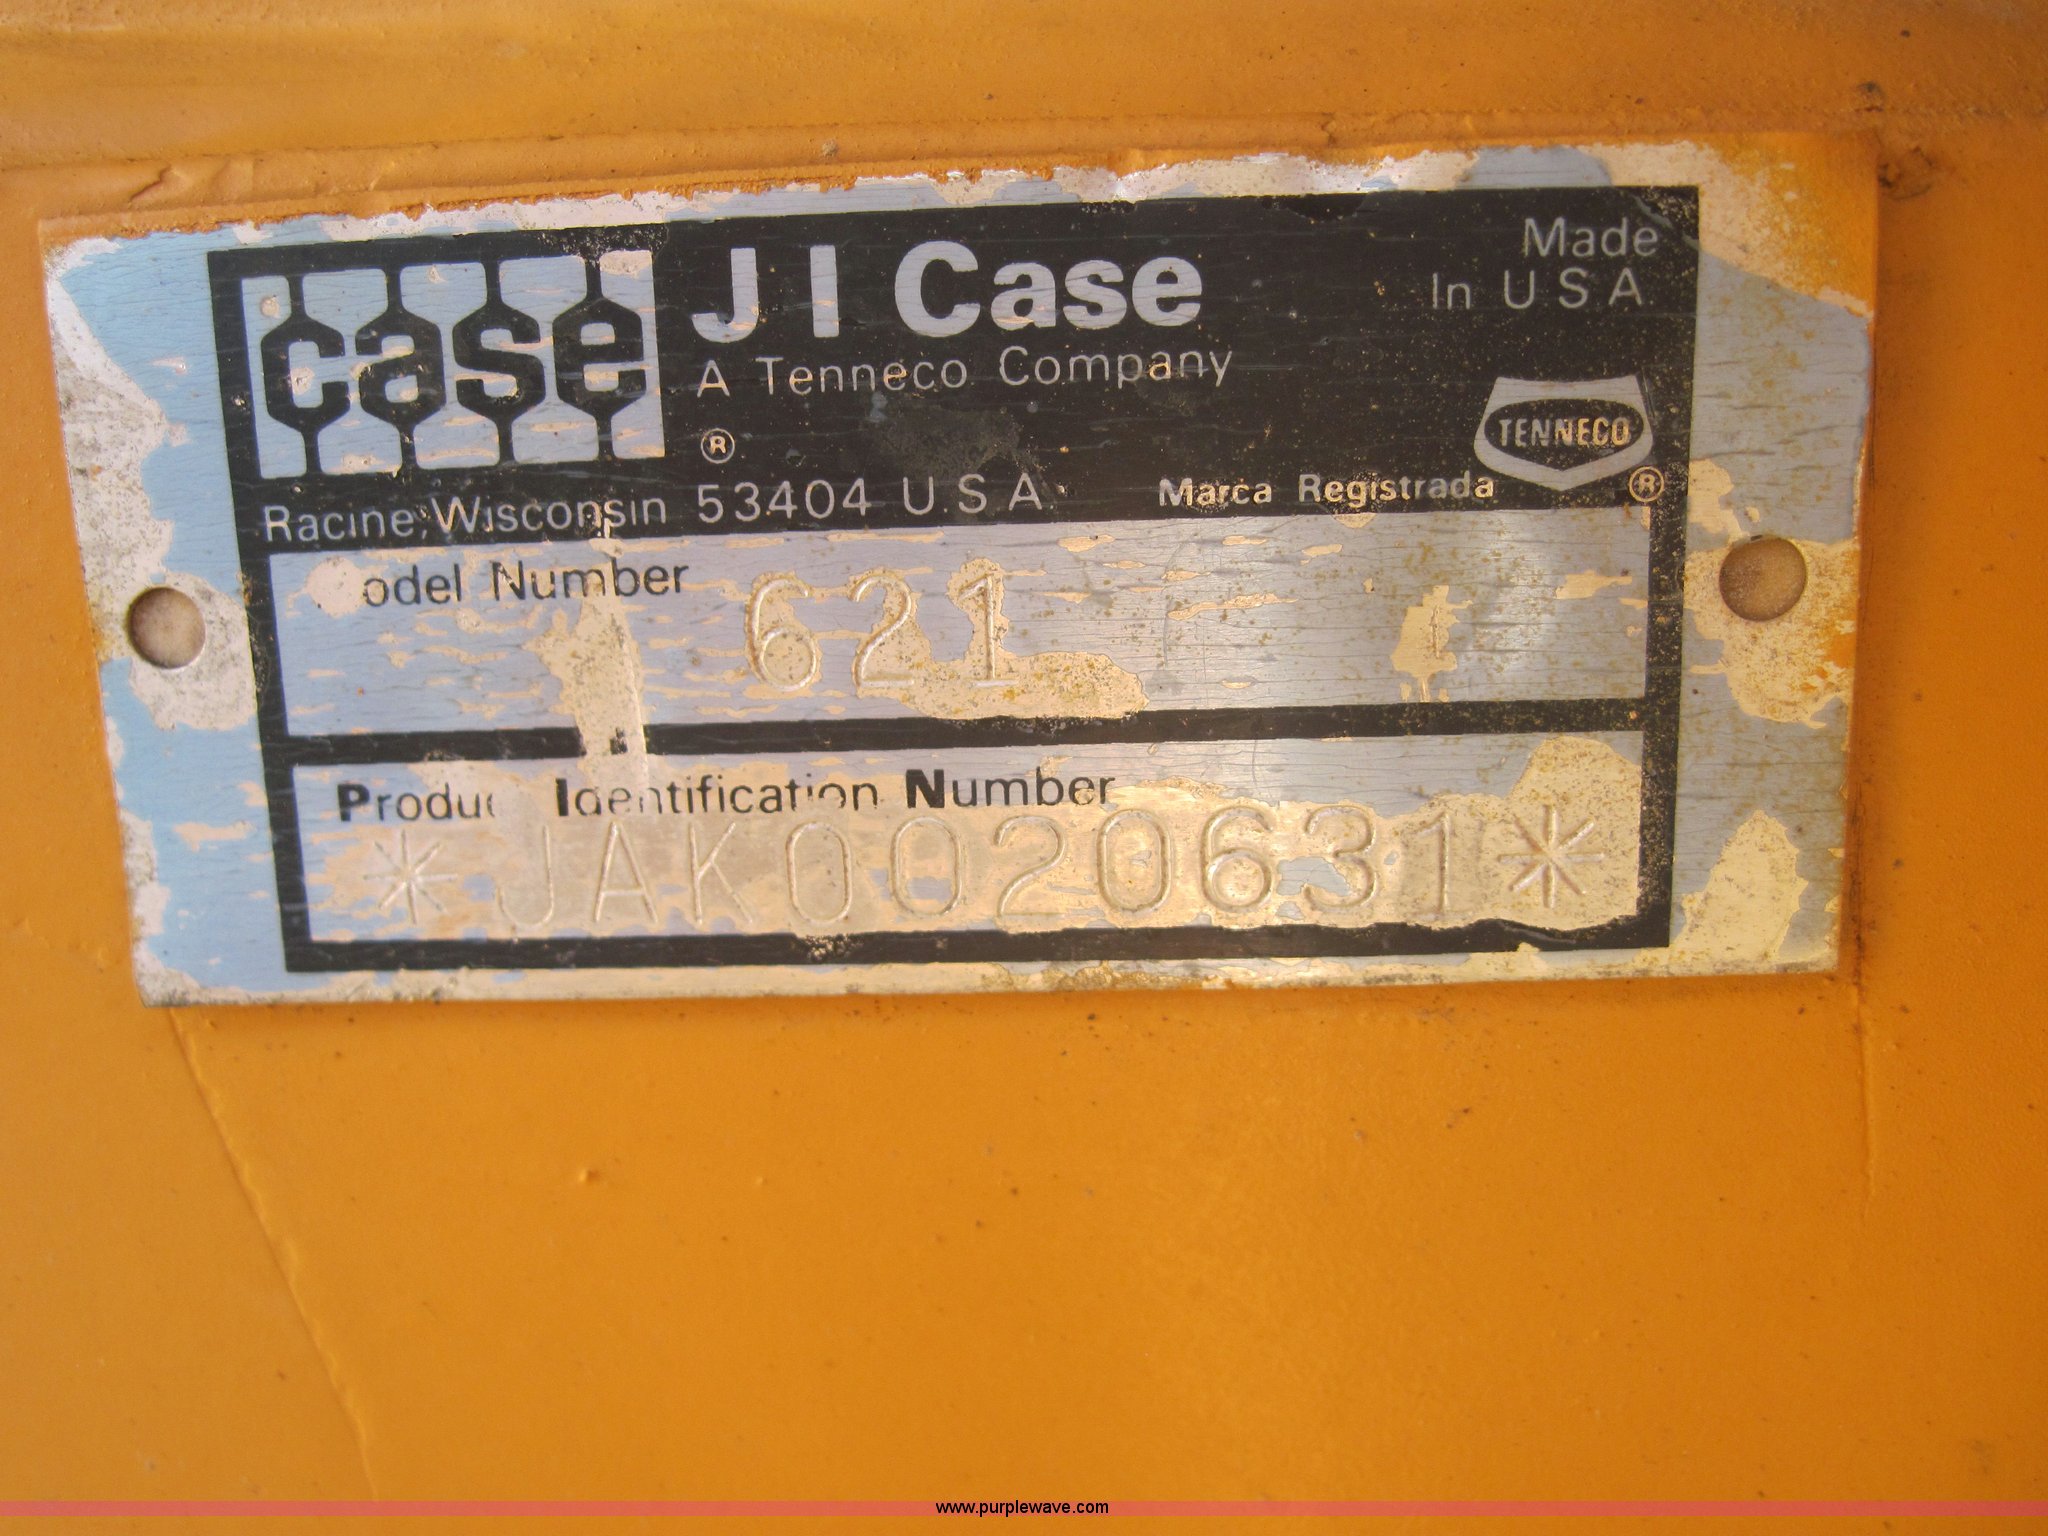 case
J I Case
A Tenneco Company
®
Made
In U S A
TENNECO
®
Racine, Wisconsin 53404 U.S.A.
Marca Registrada
odel Number
621
Produc Identification Number
*JAK0020631*
www.purplewave.com